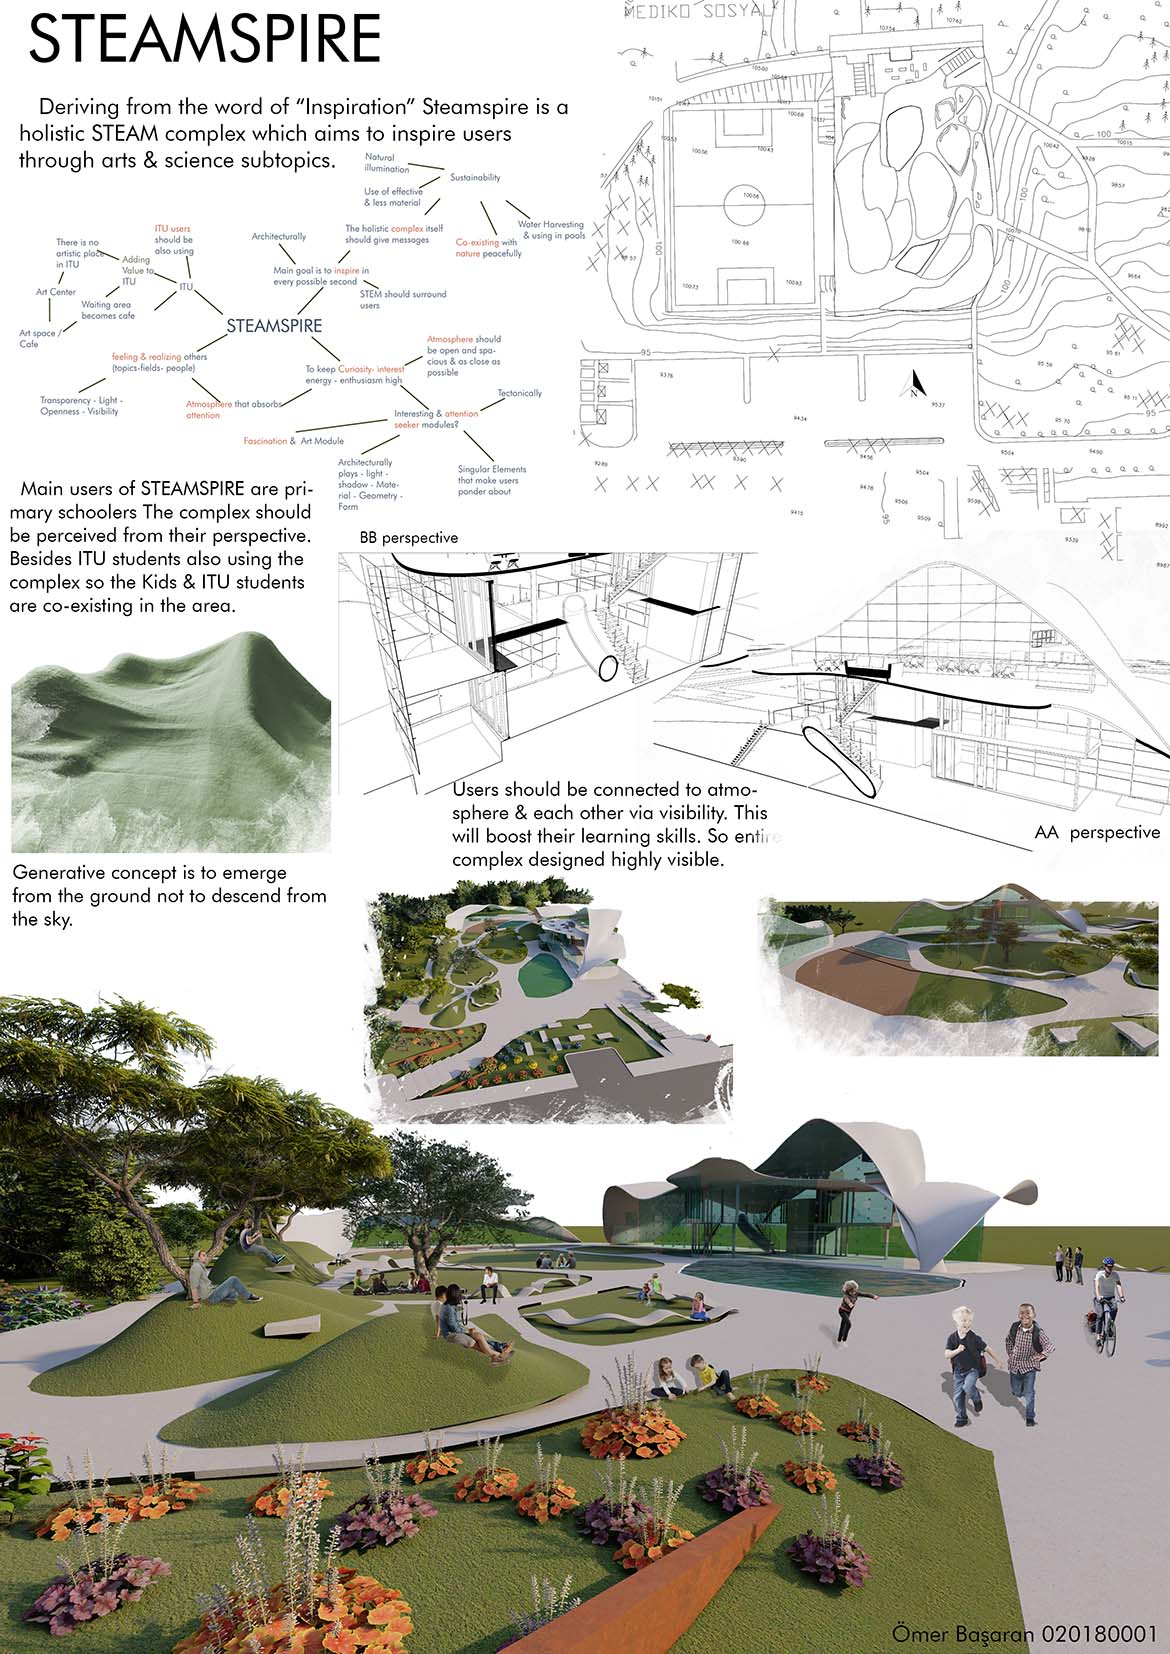 STEAMSPIRE
Deriving from the word of “Inspiration” Steamspire is a
holistic STEAM complex which aims to inspire users
through arts & science subtopics.
MEDIKO SOSYAL
Natural
illumination
Sustainability
Use of effective
& less material
Water Harvesting
& using in pools
The holistic complex itself
should give messages
Co-existing with
nature peacefully
Architecturally
Main goal is to inspire in
every possible second
STEM should surround
users
ITU users
should be
also using
There is no
artistic place
in ITU
Adding
Value to
ITU
ITU
Art Center
Waiting area
becomes cafe
Art space /
Cafe
STEAMSPIRE
feeling & realizing others
(topics-fields- people)
Transparency - Light -
Openness - Visibility
Atmosphere that absorbs
attention
To keep Curiosity- interest
energy - enthusiasm high
Atmosphere should
be open and spa-
cious & as close as
possible
Interesting & attention
seeker modules?
Tectonically
Fascination & Art Module
Architecturally
plays - light -
shadow - Mate-
rial - Geometry -
Form
Singular Elements
that make users
ponder about
N
Main users of STEAMSPIRE are pri-
mary schoolers The complex should
be perceived from their perspective.
Besides ITU students also using the
complex so the Kids & ITU students
are co-existing in the area.
BB perspective
AA perspective
Users should be connected to atmo-
sphere & each other via visibility. This
will boost their learning skills. So entire
complex designed highly visible.
Generative concept is to emerge
from the ground not to descend from
the sky.
Ömer Başaran 020180001